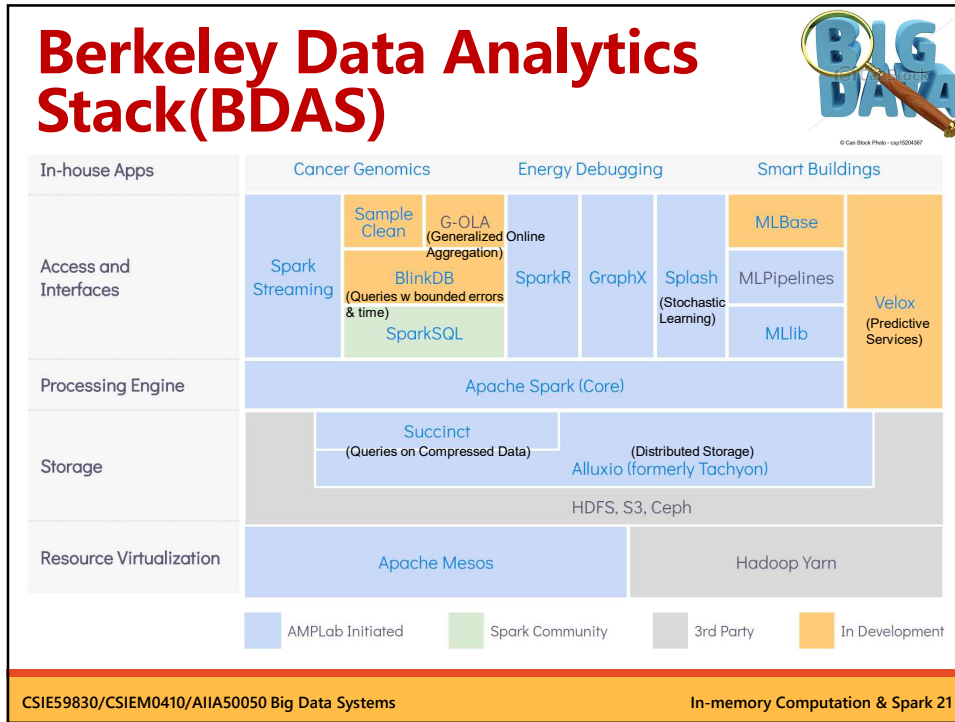 Berkeley Data Analytics
Stack(BDAS)
BIG
DATA
(C) CanStock
© Can Stock Photo - csp15204367
In-house Apps
Cancer Genomics
Energy Debugging
Smart Buildings
Access and
Interfaces
Spark
Streaming
Sample
Clean
G-OLA
(Generalized Online
Aggregation)
BlinkDB
(Queries w bounded errors
& time)
SparkSQL
SparkR
GraphX
Splash
(Stochastic
Learning)
MLBase
MLPipelines
MLlib
Velox
(Predictive
Services)
Processing Engine
Apache Spark (Core)
Storage
Succinct
(Queries on Compressed Data)
(Distributed Storage)
Alluxio (formerly Tachyon)
HDFS, S3, Ceph
Resource Virtualization
Apache Mesos
Hadoop Yarn
AMPLab Initiated
Spark Community
3rd Party
In Development
CSIE59830/CSIEM0410/AIIA50050 Big Data Systems
In-memory Computation & Spark 21